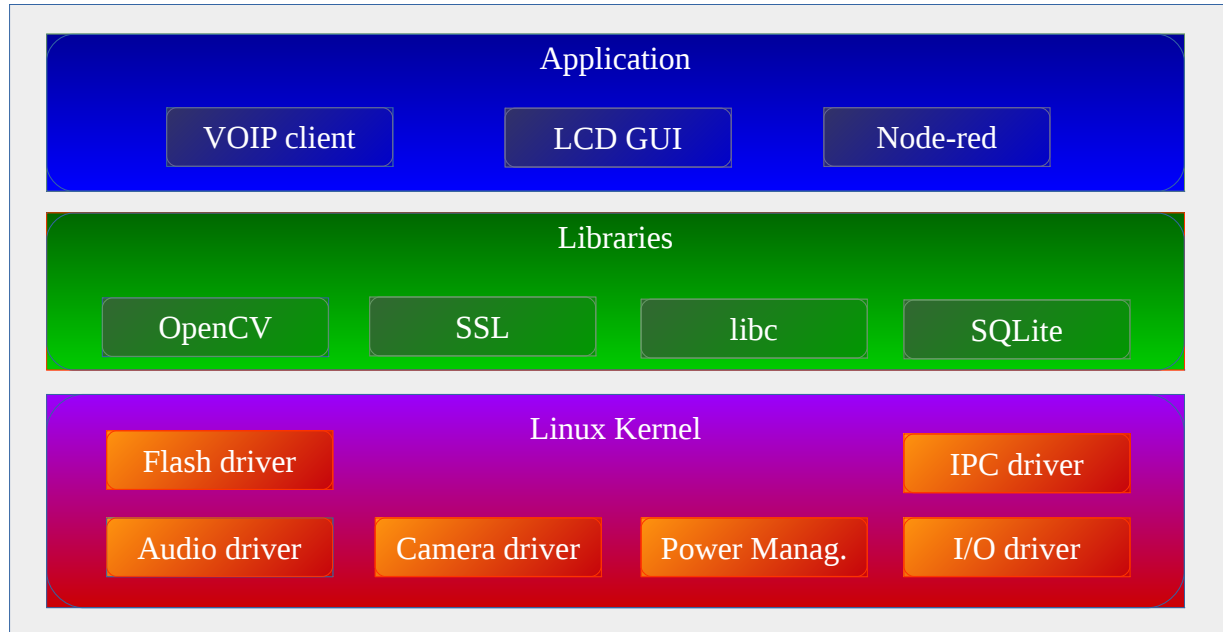 Application
VOIP client
LCD GUI
Node-red
Libraries
OpenCV
SSL
libc
SQLite
Linux Kernel
Flash driver
IPC driver
Audio driver
Camera driver
Power Manag.
I/O driver